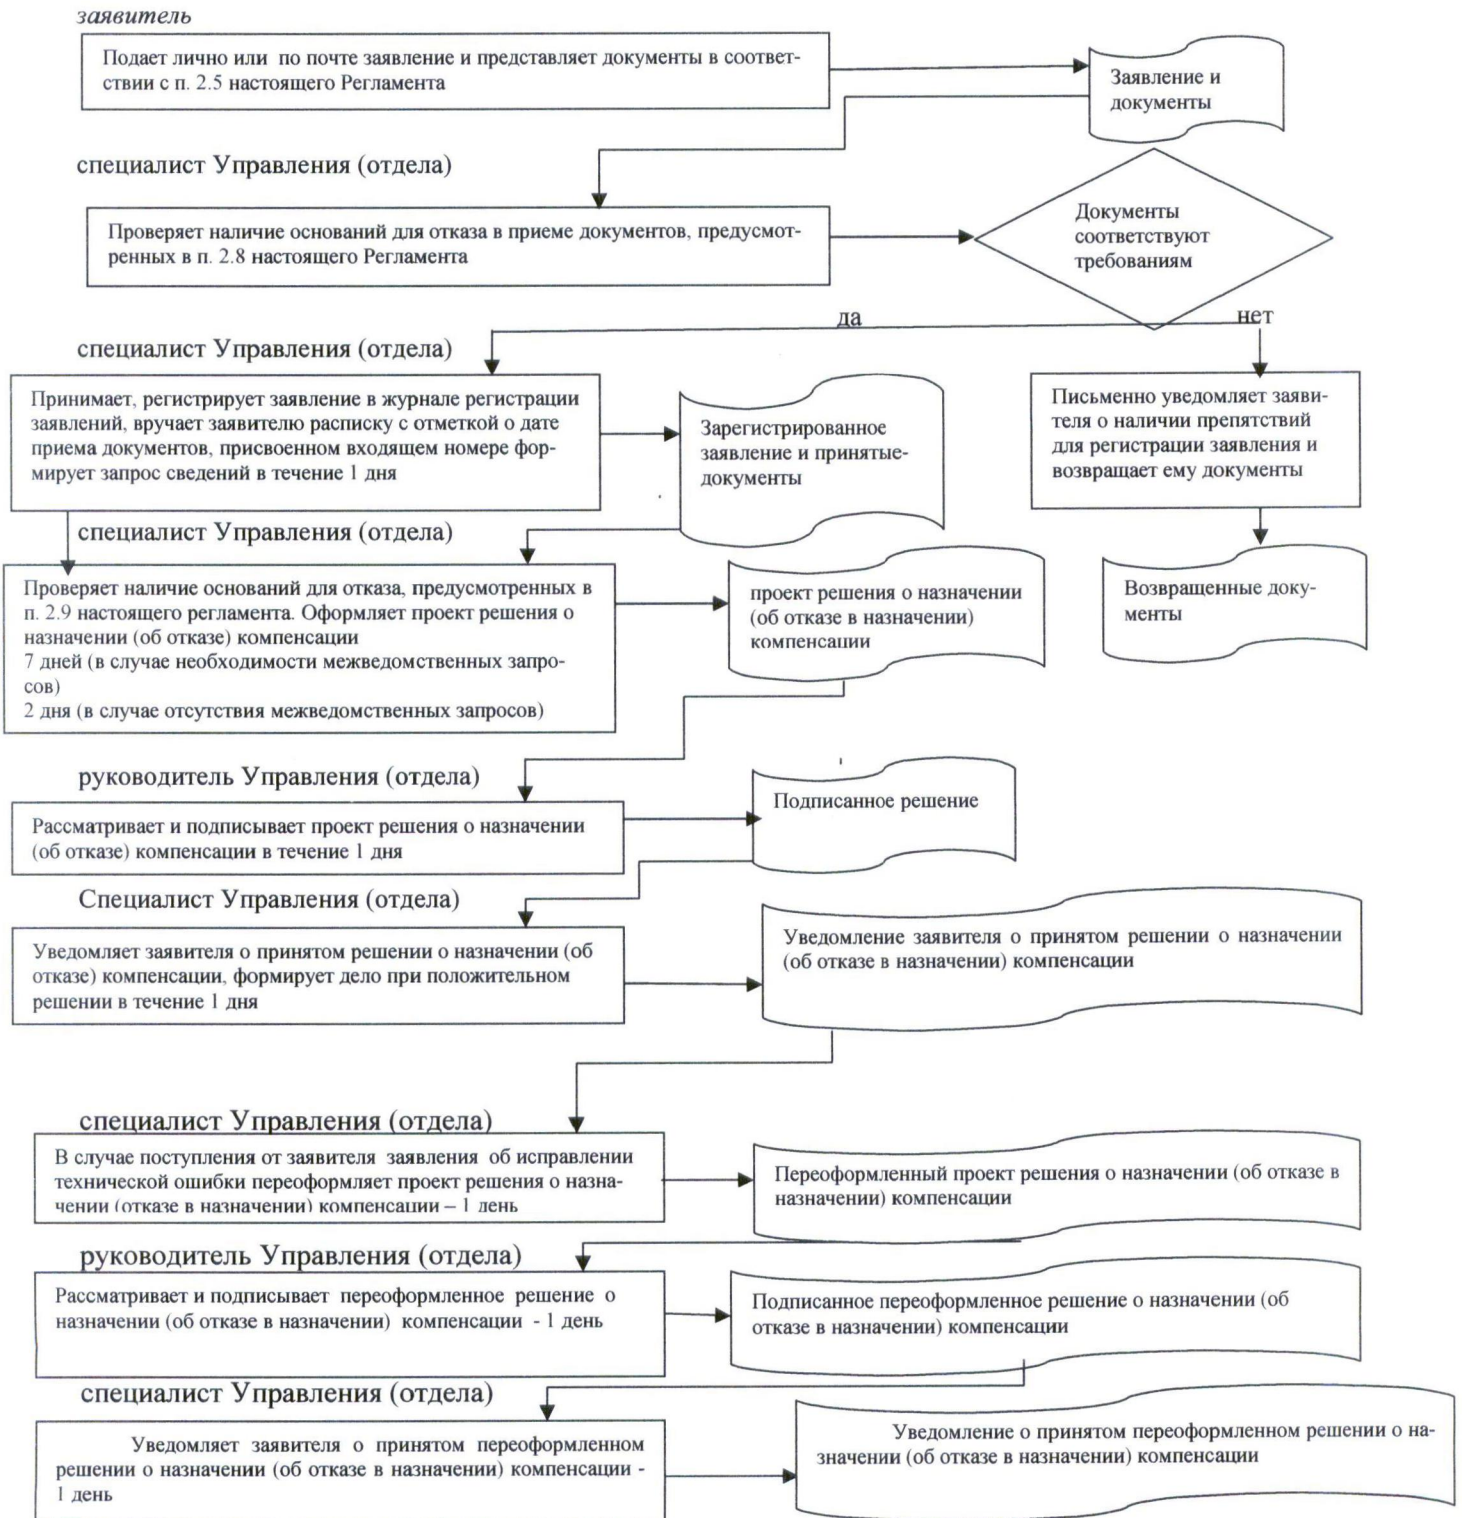 заявитель
Подает лично или по почте заявление и представляет документы в соответ-
ствии с п. 2.5 настоящего Регламента
Заявление и
документы
специалист Управления (отдела)
Проверяет наличие оснований для отказа в приеме документов, предусмот-
ренных в п. 2.8 настоящего Регламента
Документы
соответствуют
требованиям
да
нет
специалист Управления (отдела)
Принимает, регистрирует заявление в журнале регистрации
заявлений, вручает заявителю расписку с отметкой о дате
приема документов, присвоенном входящем номере фор-
мирует запрос сведений в течение 1 дня
Зарегистрированное
заявление и принятые-
документы
Письменно уведомляет заяви-
теля о наличии препятствий
для регистрации заявления и
возвращает ему документы
специалист Управления (отдела)
Проверяет наличие оснований для отказа, предусмотренных в
п. 2.9 настоящего регламента. Оформляет проект решения о
назначении (об отказе) компенсации
7 дней (в случае необходимости межведомственных запро-
сов)
2 дня (в случае отсутствия межведомственных запросов)
проект решения о назначении
(об отказе в назначении)
компенсации
Возвращенные доку-
менты
руководитель Управления (отдела)
Рассматривает и подписывает проект решения о назначении
(об отказе) компенсации в течение 1 дня
Подписанное решение
Специалист Управления (отдела)
Уведомляет заявителя о принятом решении о назначении (об
отказе) компенсации, формирует дело при положительном
решении в течение 1 дня
Уведомление заявителя о принятом решении о назначении
(об отказе в назначении) компенсации
специалист Управления (отдела)
В случае поступления от заявителя заявления об исправлении
технической ошибки переоформляет проект решения о назна-
чении (отказе в назначении) компенсации – 1 день
Переоформленный проект решения о назначении (об отказе в
назначении) компенсации
руководитель Управления (отдела)
Рассматривает и подписывает переоформленное решение о
назначении (об отказе в назначении) компенсации - 1 день
Подписанное переоформленное решение о назначении (об
отказе в назначении) компенсации
специалист Управления (отдела)
Уведомляет заявителя о принятом переоформленном
решении о назначении (об отказе в назначении) компенсации -
1 день
Уведомление о принятом переоформленном решении о на-
значении (об отказе в назначении) компенсации